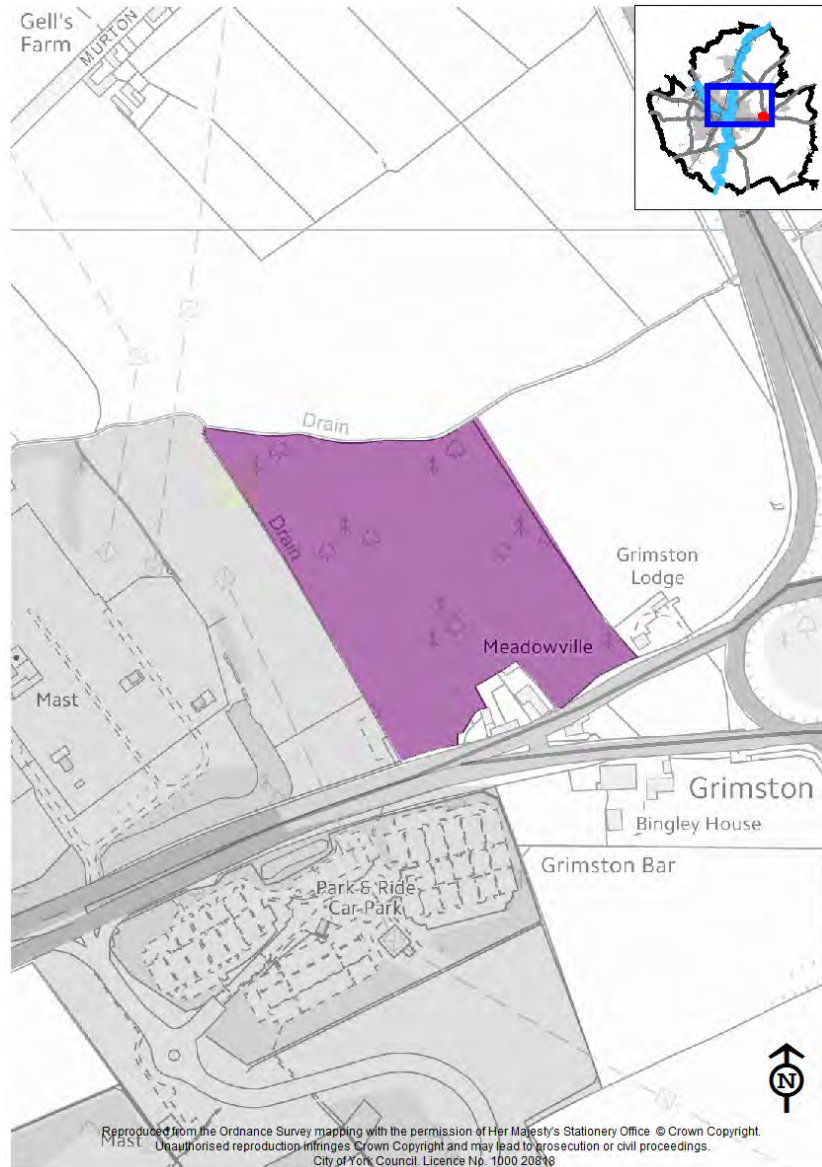 Gell's
Farm
MURTON
Drain
Drain
Grimston
Lodge
Meadowville
Mast
Grimston
Bingley House
Grimston Bar
Park & Ride
Car Park
N
Mast
Reproduced from the Ordnance Survey mapping with the permission of Her Majesty's Stationery Office © Crown Copyright.
Unauthorised reproduction infringes Crown Copyright and may lead to prosecution or civil proceedings.
City of York Council. Licence No. 1000 20818